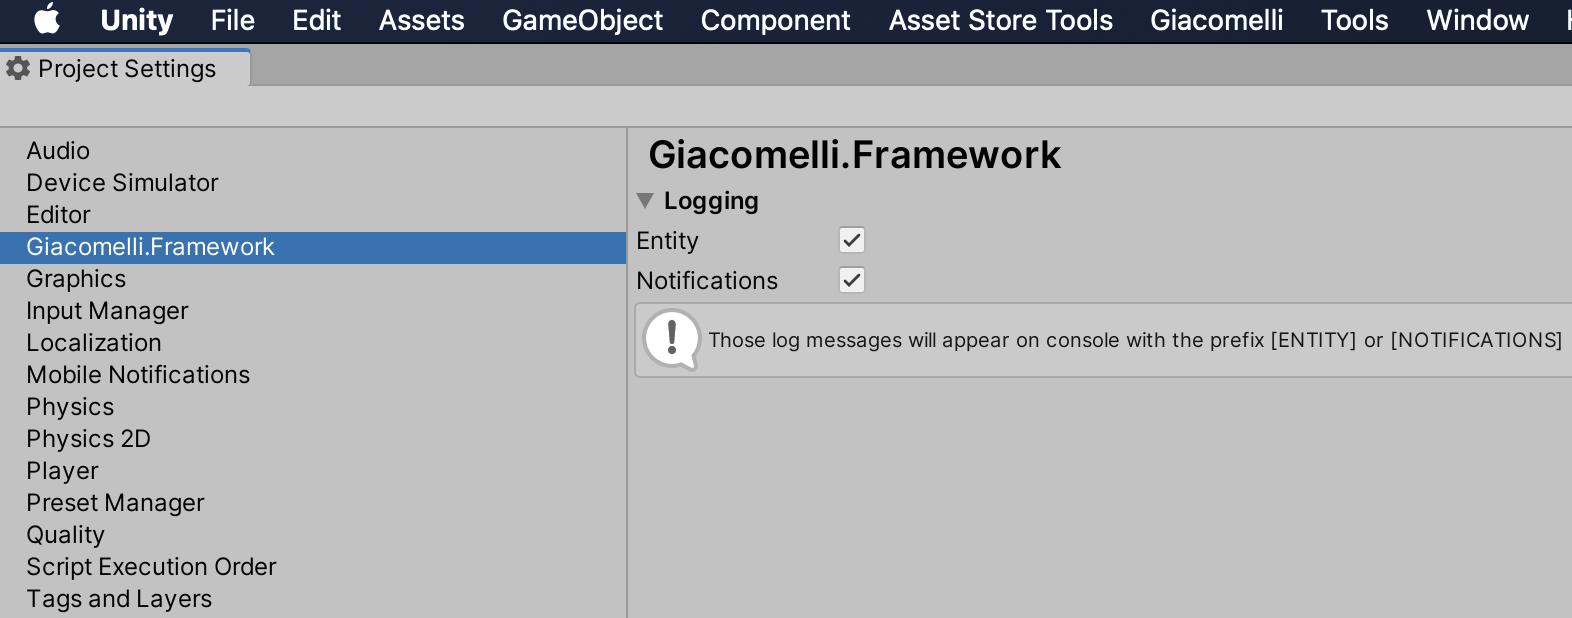 Unity File Edit Assets GameObject Component Asset Store Tools Giacomelli Tools Window
Project Settings
Audio
Device Simulator
Editor
Giacomelli.Framework
Graphics
Input Manager
Localization
Mobile Notifications
Physics
Physics 2D
Player
Preset Manager
Quality
Script Execution Order
Tags and Layers
Giacomelli.Framework
Logging
Entity
Notifications
Those log messages will appear on console with the prefix [ENTITY] or [NOTIFICATIONS]